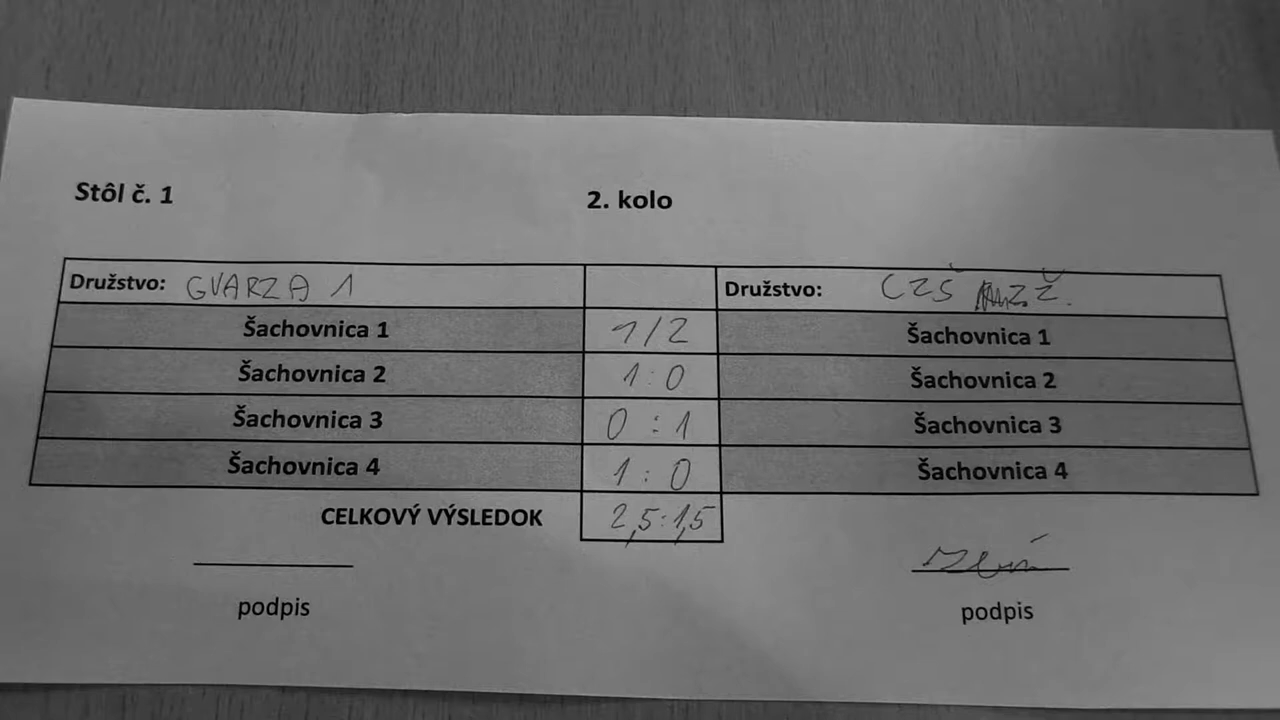 Stôl č. 1 2. kolo
Družstvo: GVARZA 1 Družstvo: CZŠ
Šachovnica 1 1/2 Šachovnica 1
Šachovnica 2 1:0 Šachovnica 2
Šachovnica 3 0:1 Šachovnica 3
Šachovnica 4 1:0 Šachovnica 4
CELKOVÝ VÝSLEDOK 2,5:1,5
podpis podpis